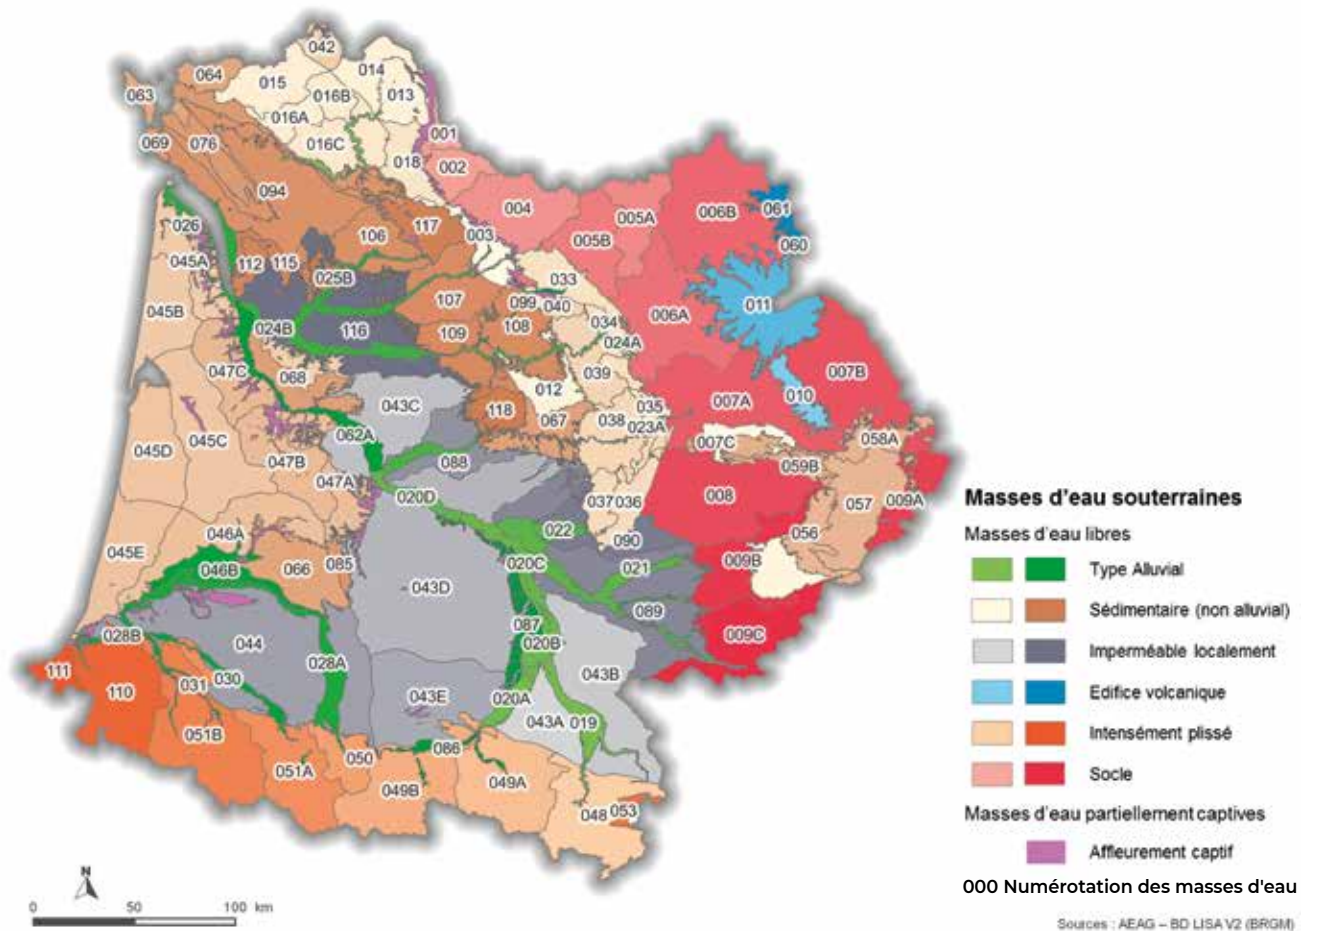 042
064
014
015
063
016B
013
016A
001
069
076
016C
018
002
094
004
005A
006B
061
026
117
003
005B
060
106
045A
112
115
025B
033
107
099
040
011
045B
006A
024B
116
109
108
034
024A
047C
068
012
039
007B
043C
118
067
035
007A
010
038
023A
062A
045C
007C
058A
045D
047B
088
059B
047A
020D
008
057
009A
037
036
046A
022
090
056
045E
085
020C
009B
046B
066
021
043D
087
089
028B
044
020B
009C
028A
111
110
031
030
043B
043E
020A
043A
019
051B
086
050
051A
049B
049A
048
053
Masses d'eau souterraines
Masses d'eau libres
Type Alluvial
Sédimentaire (non alluvial)
Imperméable localement
Edifice volcanique
Intensément plissé
Socle
Masses d'eau partiellement captives
Affleurement captif
000 Numérotation des masses d'eau
N
0 50 100 km
Sources : AEAG – BD LISA V2 (BRGM)